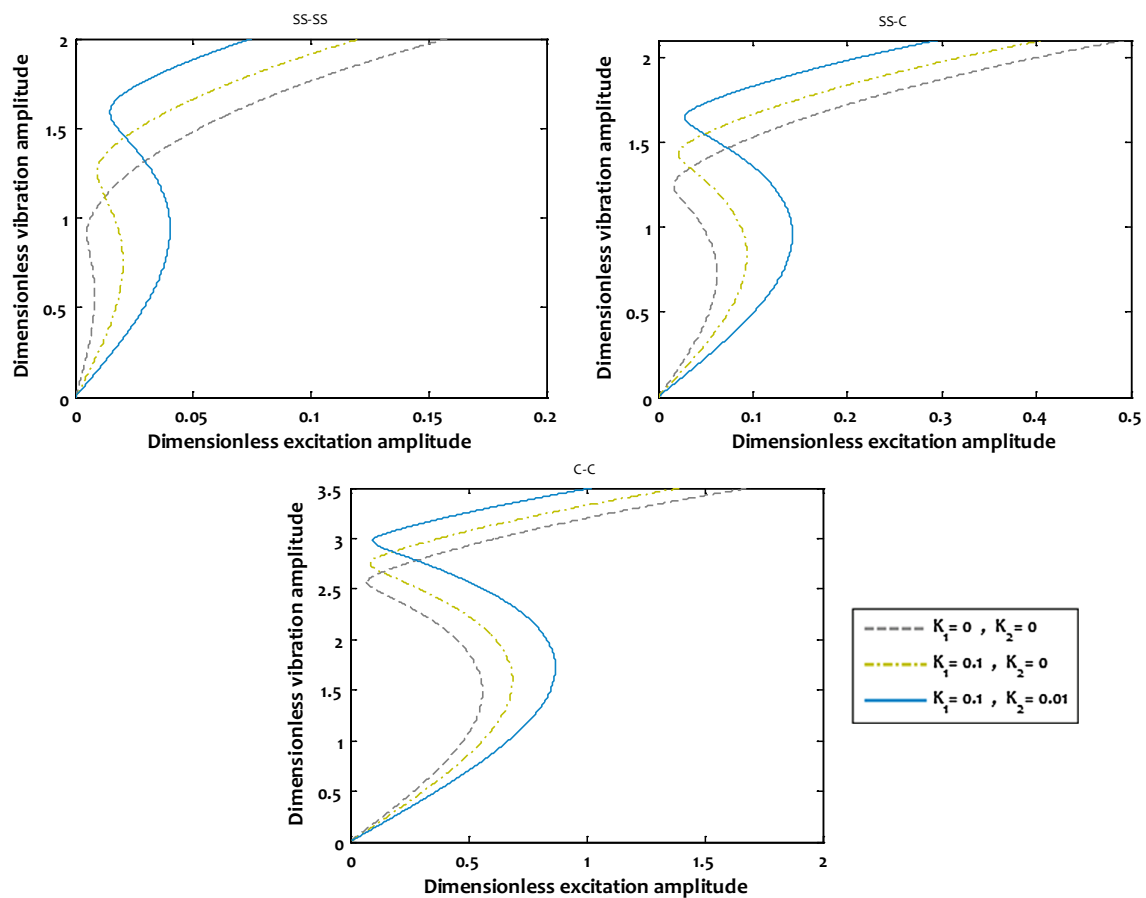 SS-SS
Dimensionless vibration amplitude
2
1.5
1
0.5
0
0
0.05
0.1
0.15
0.2
Dimensionless excitation amplitude
SS-C
Dimensionless vibration amplitude
2
1.5
1
0.5
0
0
0.1
0.2
0.3
0.4
0.5
Dimensionless excitation amplitude
C-C
Dimensionless vibration amplitude
3.5
3
2.5
2
1.5
1
0.5
0
0
0.5
1
1.5
2
Dimensionless excitation amplitude
K1= 0 , K2= 0
K1= 0.1 , K2= 0
K1= 0.1 , K2= 0.01